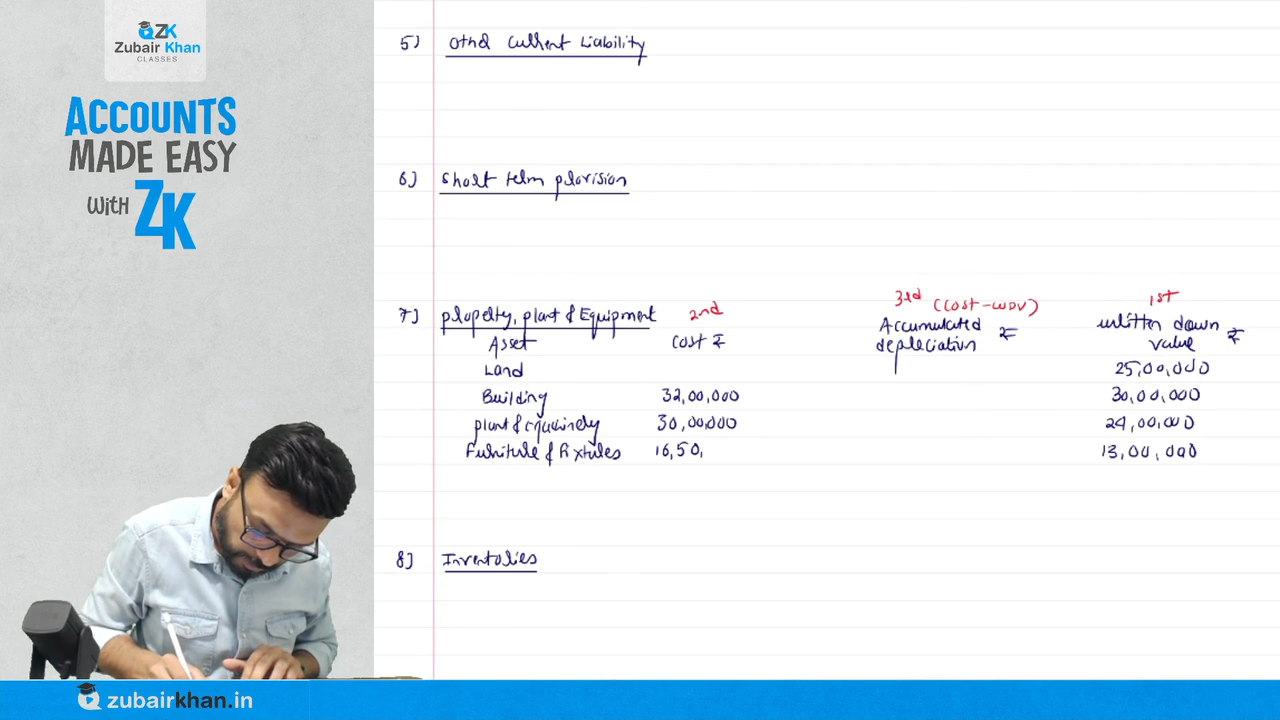 ZK
Zubair Khan
CLASSES
ACCOUNTS
MADE EASY
WITH ZK
5) Other Current Liability
6) Short term provision
7) property, plant & Equipment 2nd 3rd (cost-WDV) 1st
Asset Cost ₹ Accumulated depreciation ₹ written down value ₹
Land 25,00,000
Building 32,00,000 30,00,000
plant & Machinery 30,00,000 24,00,000
Furniture & Fixtures 16,50, 13,00,000
8) Inventories
zubairkhan.in